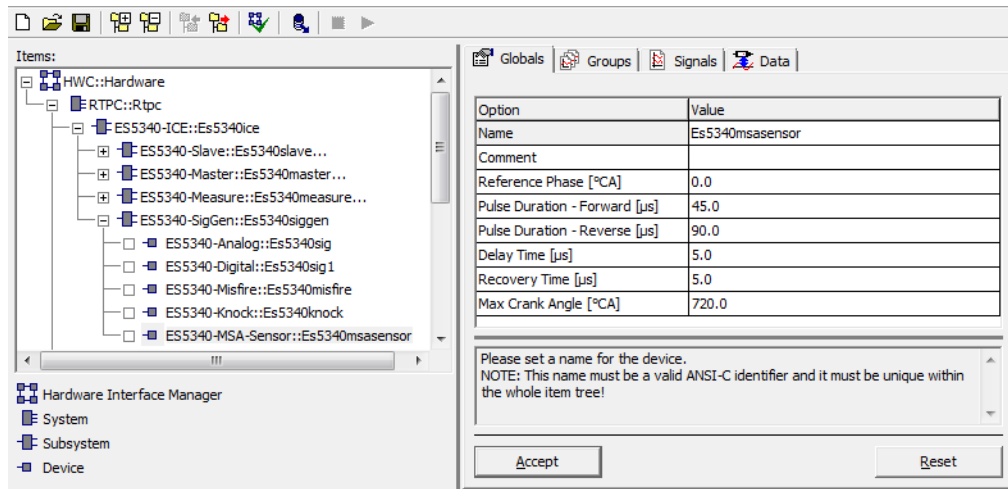 Items:
HWC::Hardware
RTPC::Rtpc
ES5340-ICE::Es5340ice
ES5340-Slave::Es5340slave...
ES5340-Master::Es5340master...
ES5340-Measure::Es5340measure...
ES5340-SigGen::Es5340siggen
ES5340-Analog::Es5340sig
ES5340-Digital::Es5340sig1
ES5340-Misfire::Es5340misfire
ES5340-Knock::Es5340knock
ES5340-MSA-Sensor::Es5340msasensor
Hardware Interface Manager
System
Subsystem
Device
Globals Groups Signals Data
Option Value
Name Es5340msasensor
Comment
Reference Phase [°CA] 0.0
Pulse Duration - Forward [µs] 45.0
Pulse Duration - Reverse [µs] 90.0
Delay Time [µs] 5.0
Recovery Time [µs] 5.0
Max Crank Angle [°CA] 720.0
Please set a name for the device.
NOTE: This name must be a valid ANSI-C identifier and it must be unique within
the whole item tree!
Accept Reset